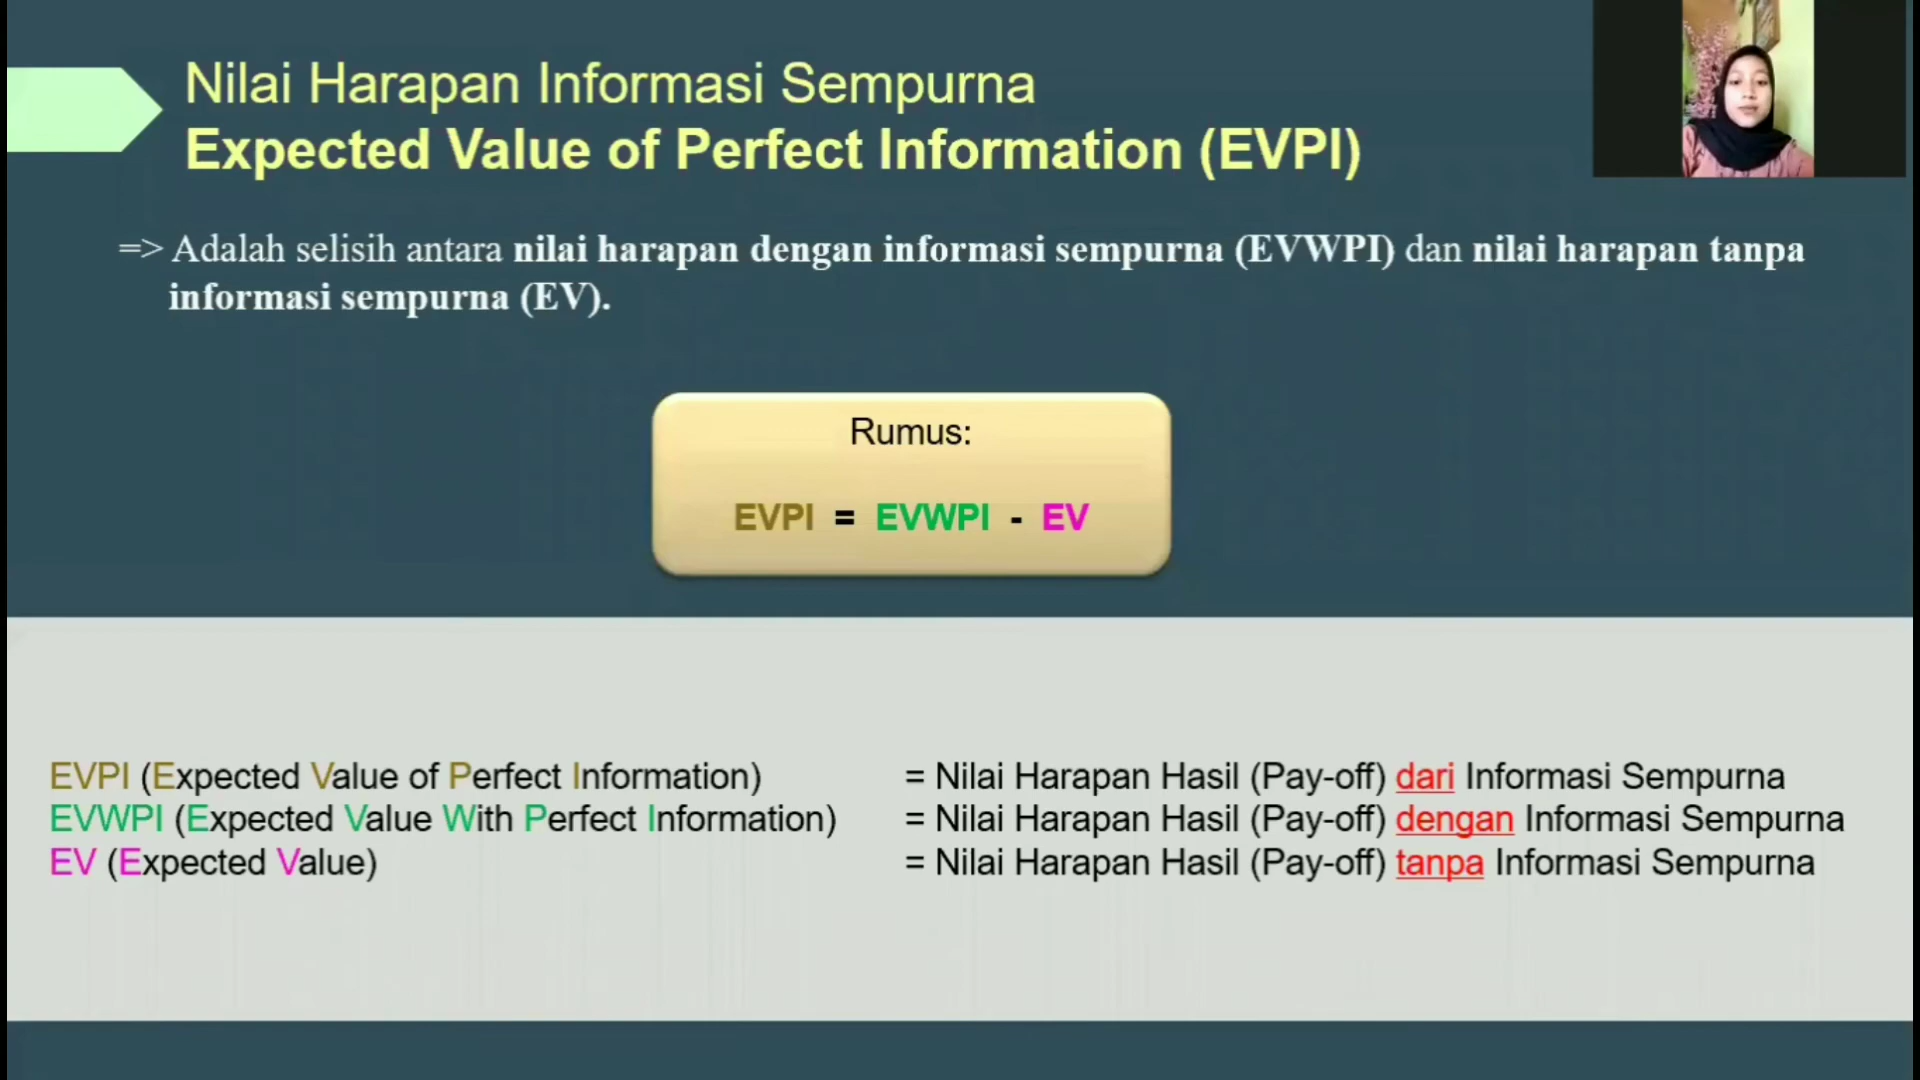 Nilai Harapan Informasi Sempurna
Expected Value of Perfect Information (EVPI)
=> Adalah selisih antara nilai harapan dengan informasi sempurna (EVWPI) dan nilai harapan tanpa
informasi sempurna (EV).
Rumus:
EVPI = EVWPI - EV
EVPI (Expected Value of Perfect Information) = Nilai Harapan Hasil (Pay-off) dari Informasi Sempurna
EVWPI (Expected Value With Perfect Information) = Nilai Harapan Hasil (Pay-off) dengan Informasi Sempurna
EV (Expected Value) = Nilai Harapan Hasil (Pay-off) tanpa Informasi Sempurna